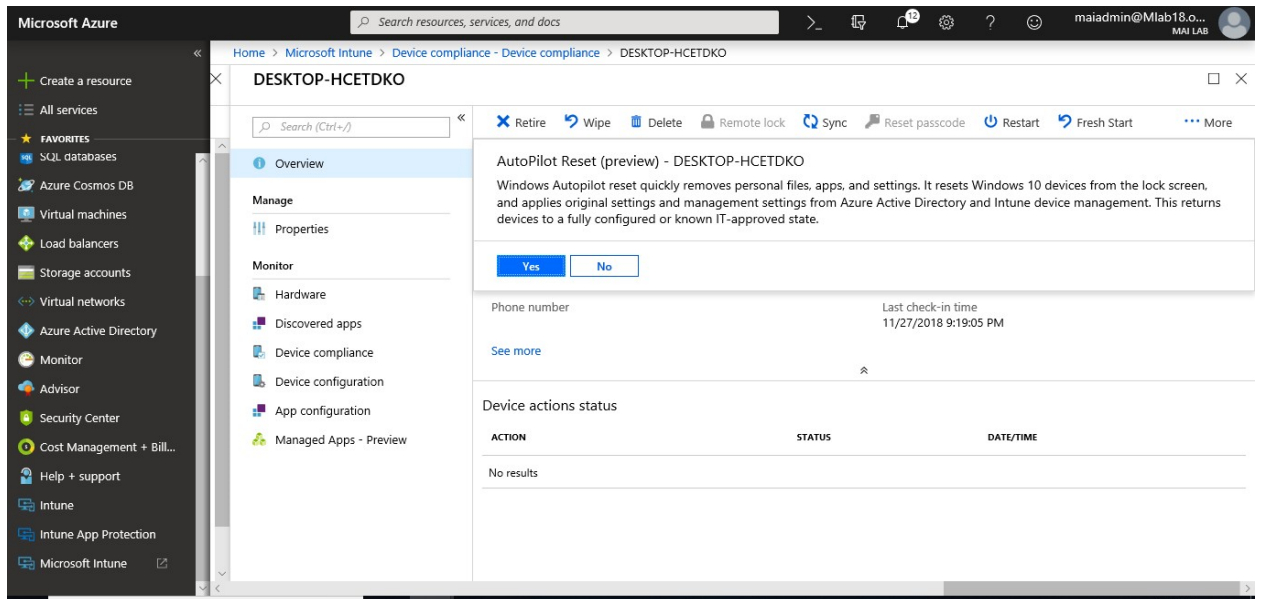 Microsoft Azure
Search resources, services, and docs
12
maiadmin@Mlab18.o...
MAI LAB
Home > Microsoft Intune > Device compliance - Device compliance > DESKTOP-HCETDKO
Create a resource
All services
FAVORITES
SQL databases
Azure Cosmos DB
Virtual machines
Load balancers
Storage accounts
Virtual networks
Azure Active Directory
Monitor
Advisor
Security Center
Cost Management + Bill...
Help + support
Intune
Intune App Protection
Microsoft Intune
DESKTOP-HCETDKO
Search (Ctrl+/)
Overview
Manage
Properties
Monitor
Hardware
Discovered apps
Device compliance
Device configuration
App configuration
Managed Apps - Preview
Retire Wipe Delete Remote lock Sync Reset passcode Restart Fresh Start More
AutoPilot Reset (preview) - DESKTOP-HCETDKO
Windows Autopilot reset quickly removes personal files, apps, and settings. It resets Windows 10 devices from the lock screen,
and applies original settings and management settings from Azure Active Directory and Intune device management. This returns
devices to a fully configured or known IT-approved state.
Yes No
Phone number Last check-in time
11/27/2018 9:19:05 PM
See more
Device actions status
ACTION STATUS DATE/TIME
No results